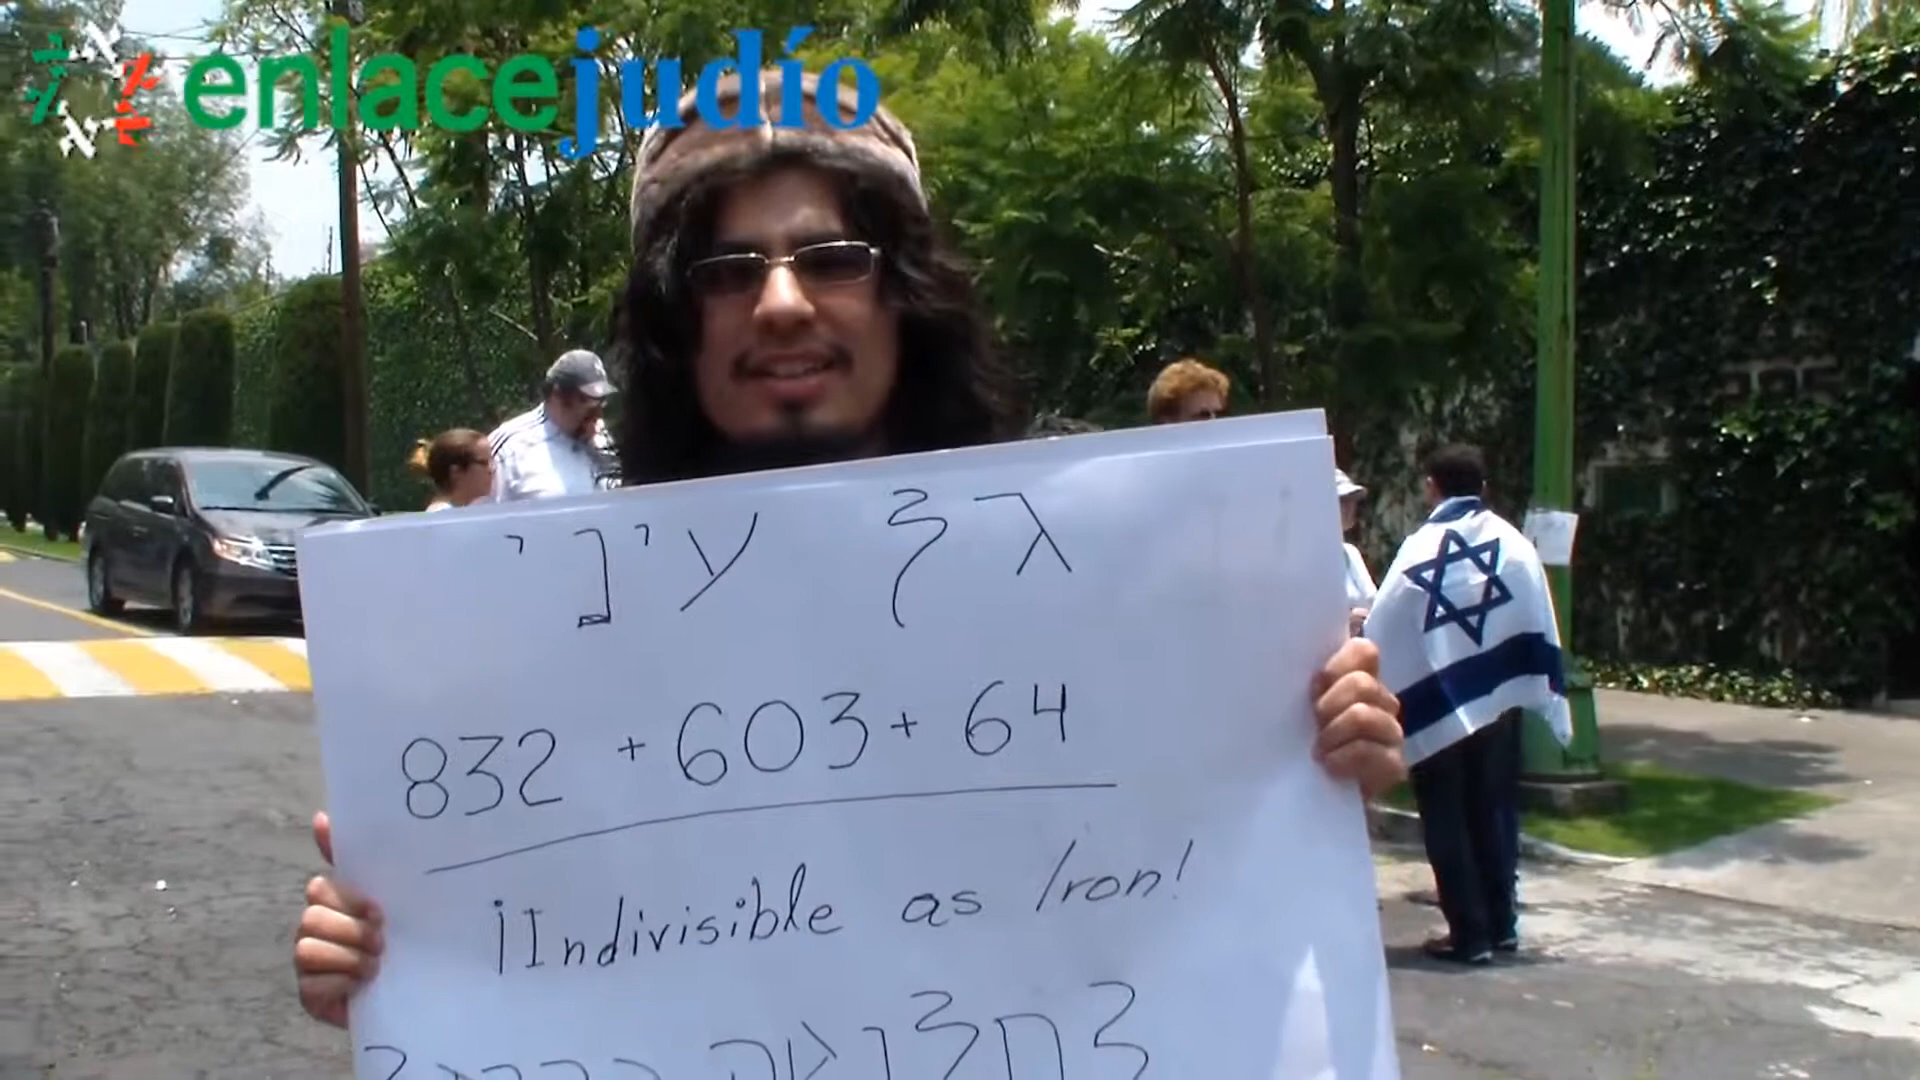 enlacejudío
גל עיני
832 + 603 + 64
¡Indivisible as Iron!